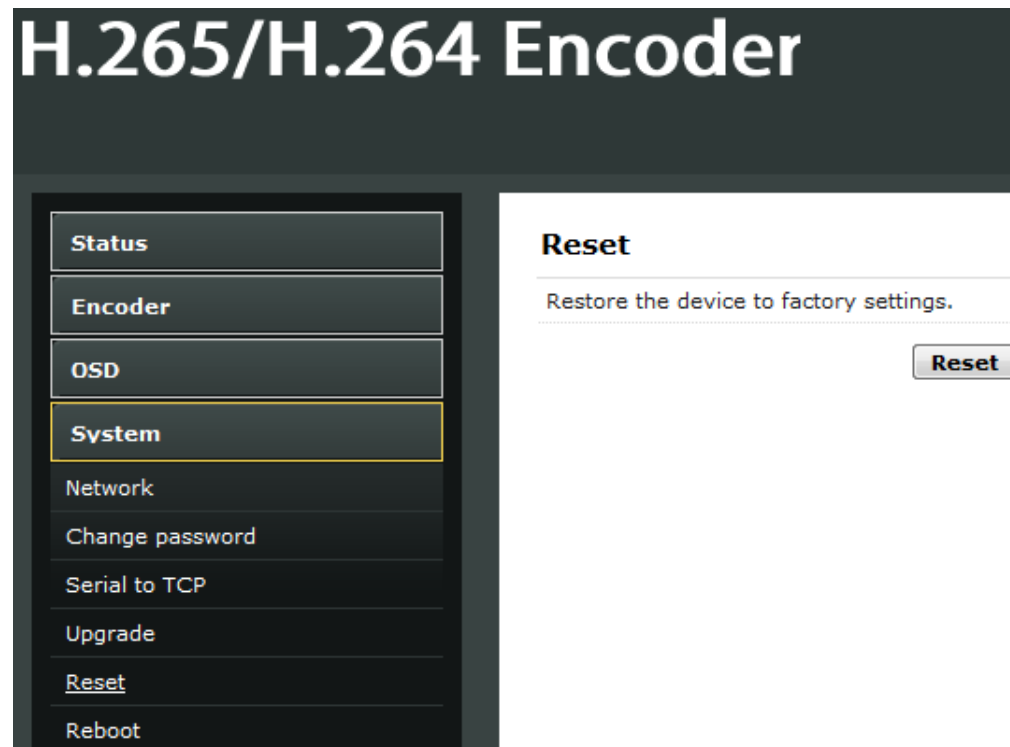 H.265/H.264 Encoder
Status
Encoder
OSD
System
Network
Change password
Serial to TCP
Upgrade
Reset
Reboot
Reset
Restore the device to factory settings.
Reset